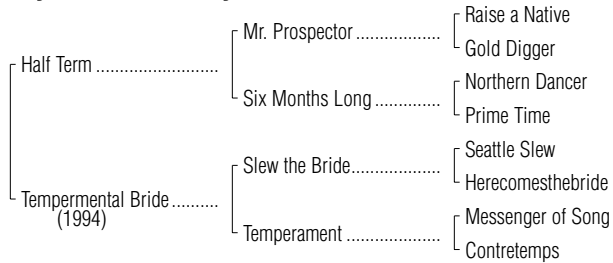 Raise a Native
Mr. Prospector ..................
Gold Digger
Half Term ..........................
Northern Dancer
Six Months Long ..............
Prime Time
Seattle Slew
Slew the Bride...................
Herecomesthebride
Tempermental Bride ..........
(1994)
Messenger of Song
Temperament ....................
Contretemps